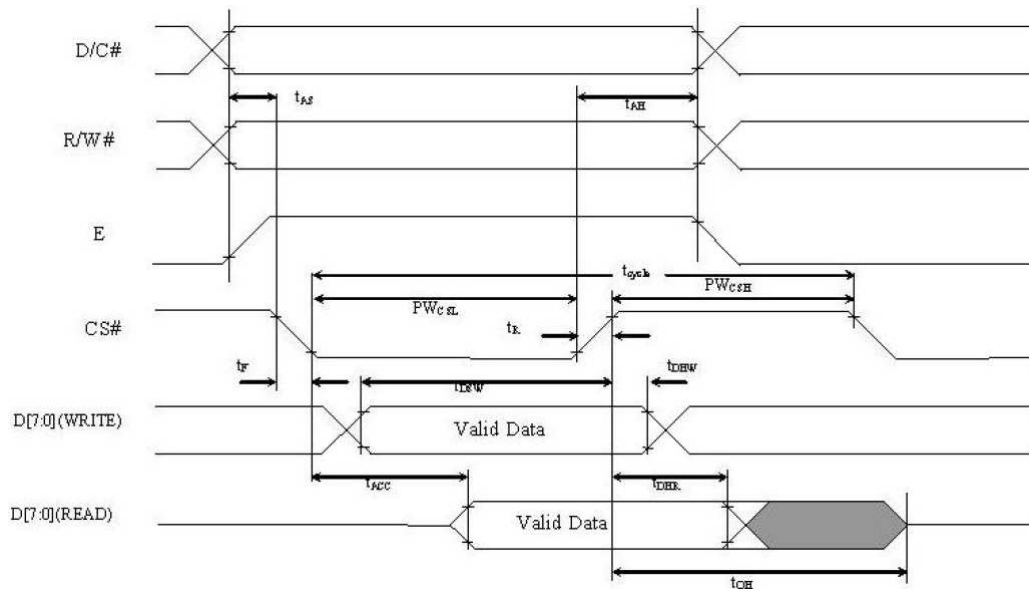 D/C#
tAS
tAH
R/W#
E
tcycle
PWCSL
PWCSH
CS#
tR
tF
tDSW
tDHW
D[7:0](WRITE)
Valid Data
tACC
tDHR
D[7:0](READ)
Valid Data
tOH